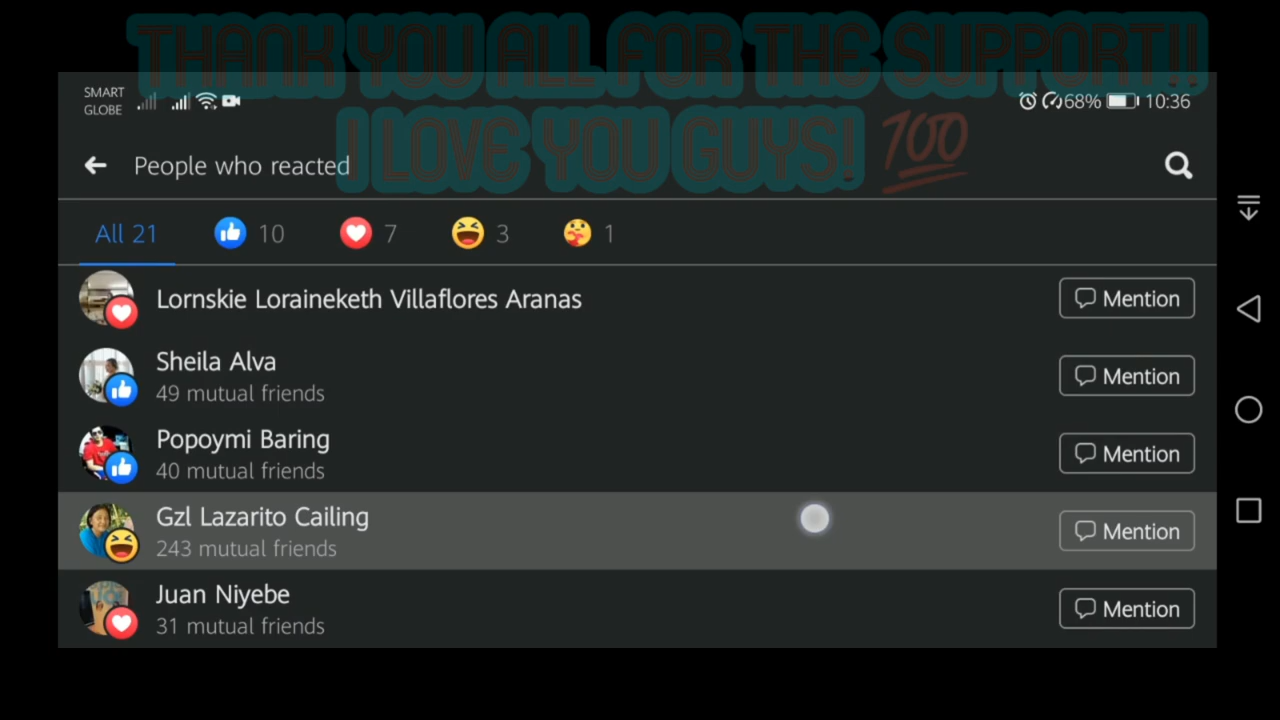 THANK YOU ALL FOR THE SUPPORT!!
SMART
GLOBE
68% 10:36
I LOVE YOU GUYS! 💯
People who reacted
All 21 10 7 3 1
Lornskie Loraineketh Villaflores Aranas
Mention
Sheila Alva
49 mutual friends
Mention
Popoymi Baring
40 mutual friends
Mention
Gzl Lazarito Cailing
243 mutual friends
Mention
Juan Niyebe
31 mutual friends
Mention